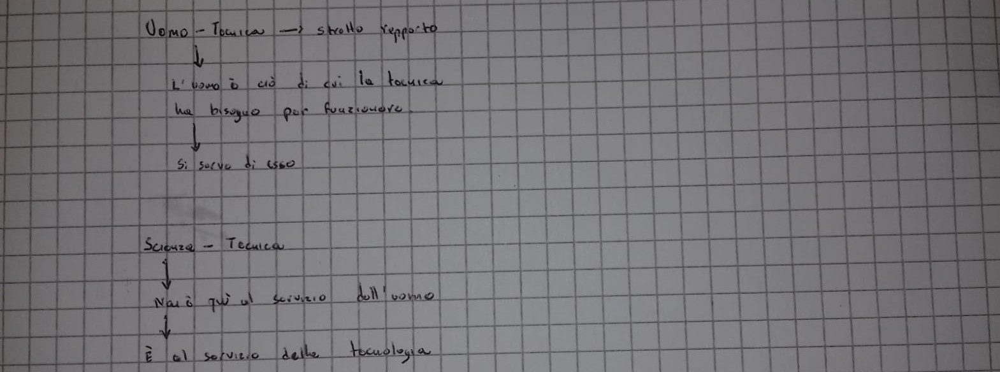 Uomo - Tecnica → stretto rapporto
↓
L'uomo è ciò di cui la tecnica
ha bisogno per funzionare.
↓
Si serve di esso
Scienza - Tecnica
↓
Non è più al servizio dell'uomo
↓
È al servizio della tecnologia